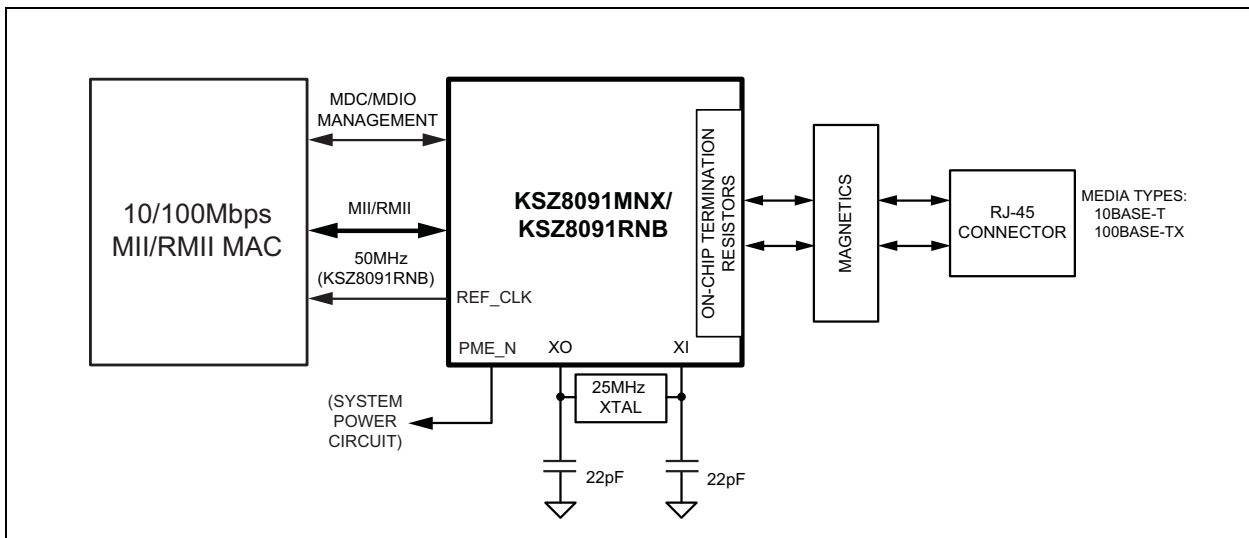 10/100Mbps
MII/RMII MAC
MDC/MDIO
MANAGEMENT
MII/RMII
50MHz
(KSZ8091RNB)
KSZ8091MNX/
KSZ8091RNB
REF_CLK
PME_N
XO
XI
ON-CHIP TERMINATION
RESISTORS
MAGNETICS
RJ-45
CONNECTOR
MEDIA TYPES:
10BASE-T
100BASE-TX
(SYSTEM
POWER
CIRCUIT)
25MHz
XTAL
22pF
22pF